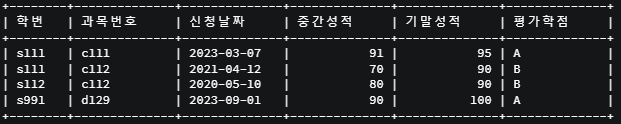 학번 과목번호 신청날짜 중간성적 기말성적 평가학점
s111 c111 2023-03-07 91 95 A
s111 c112 2021-04-12 70 90 B
s112 c112 2020-05-10 80 90 B
s991 d129 2023-09-01 90 100 A